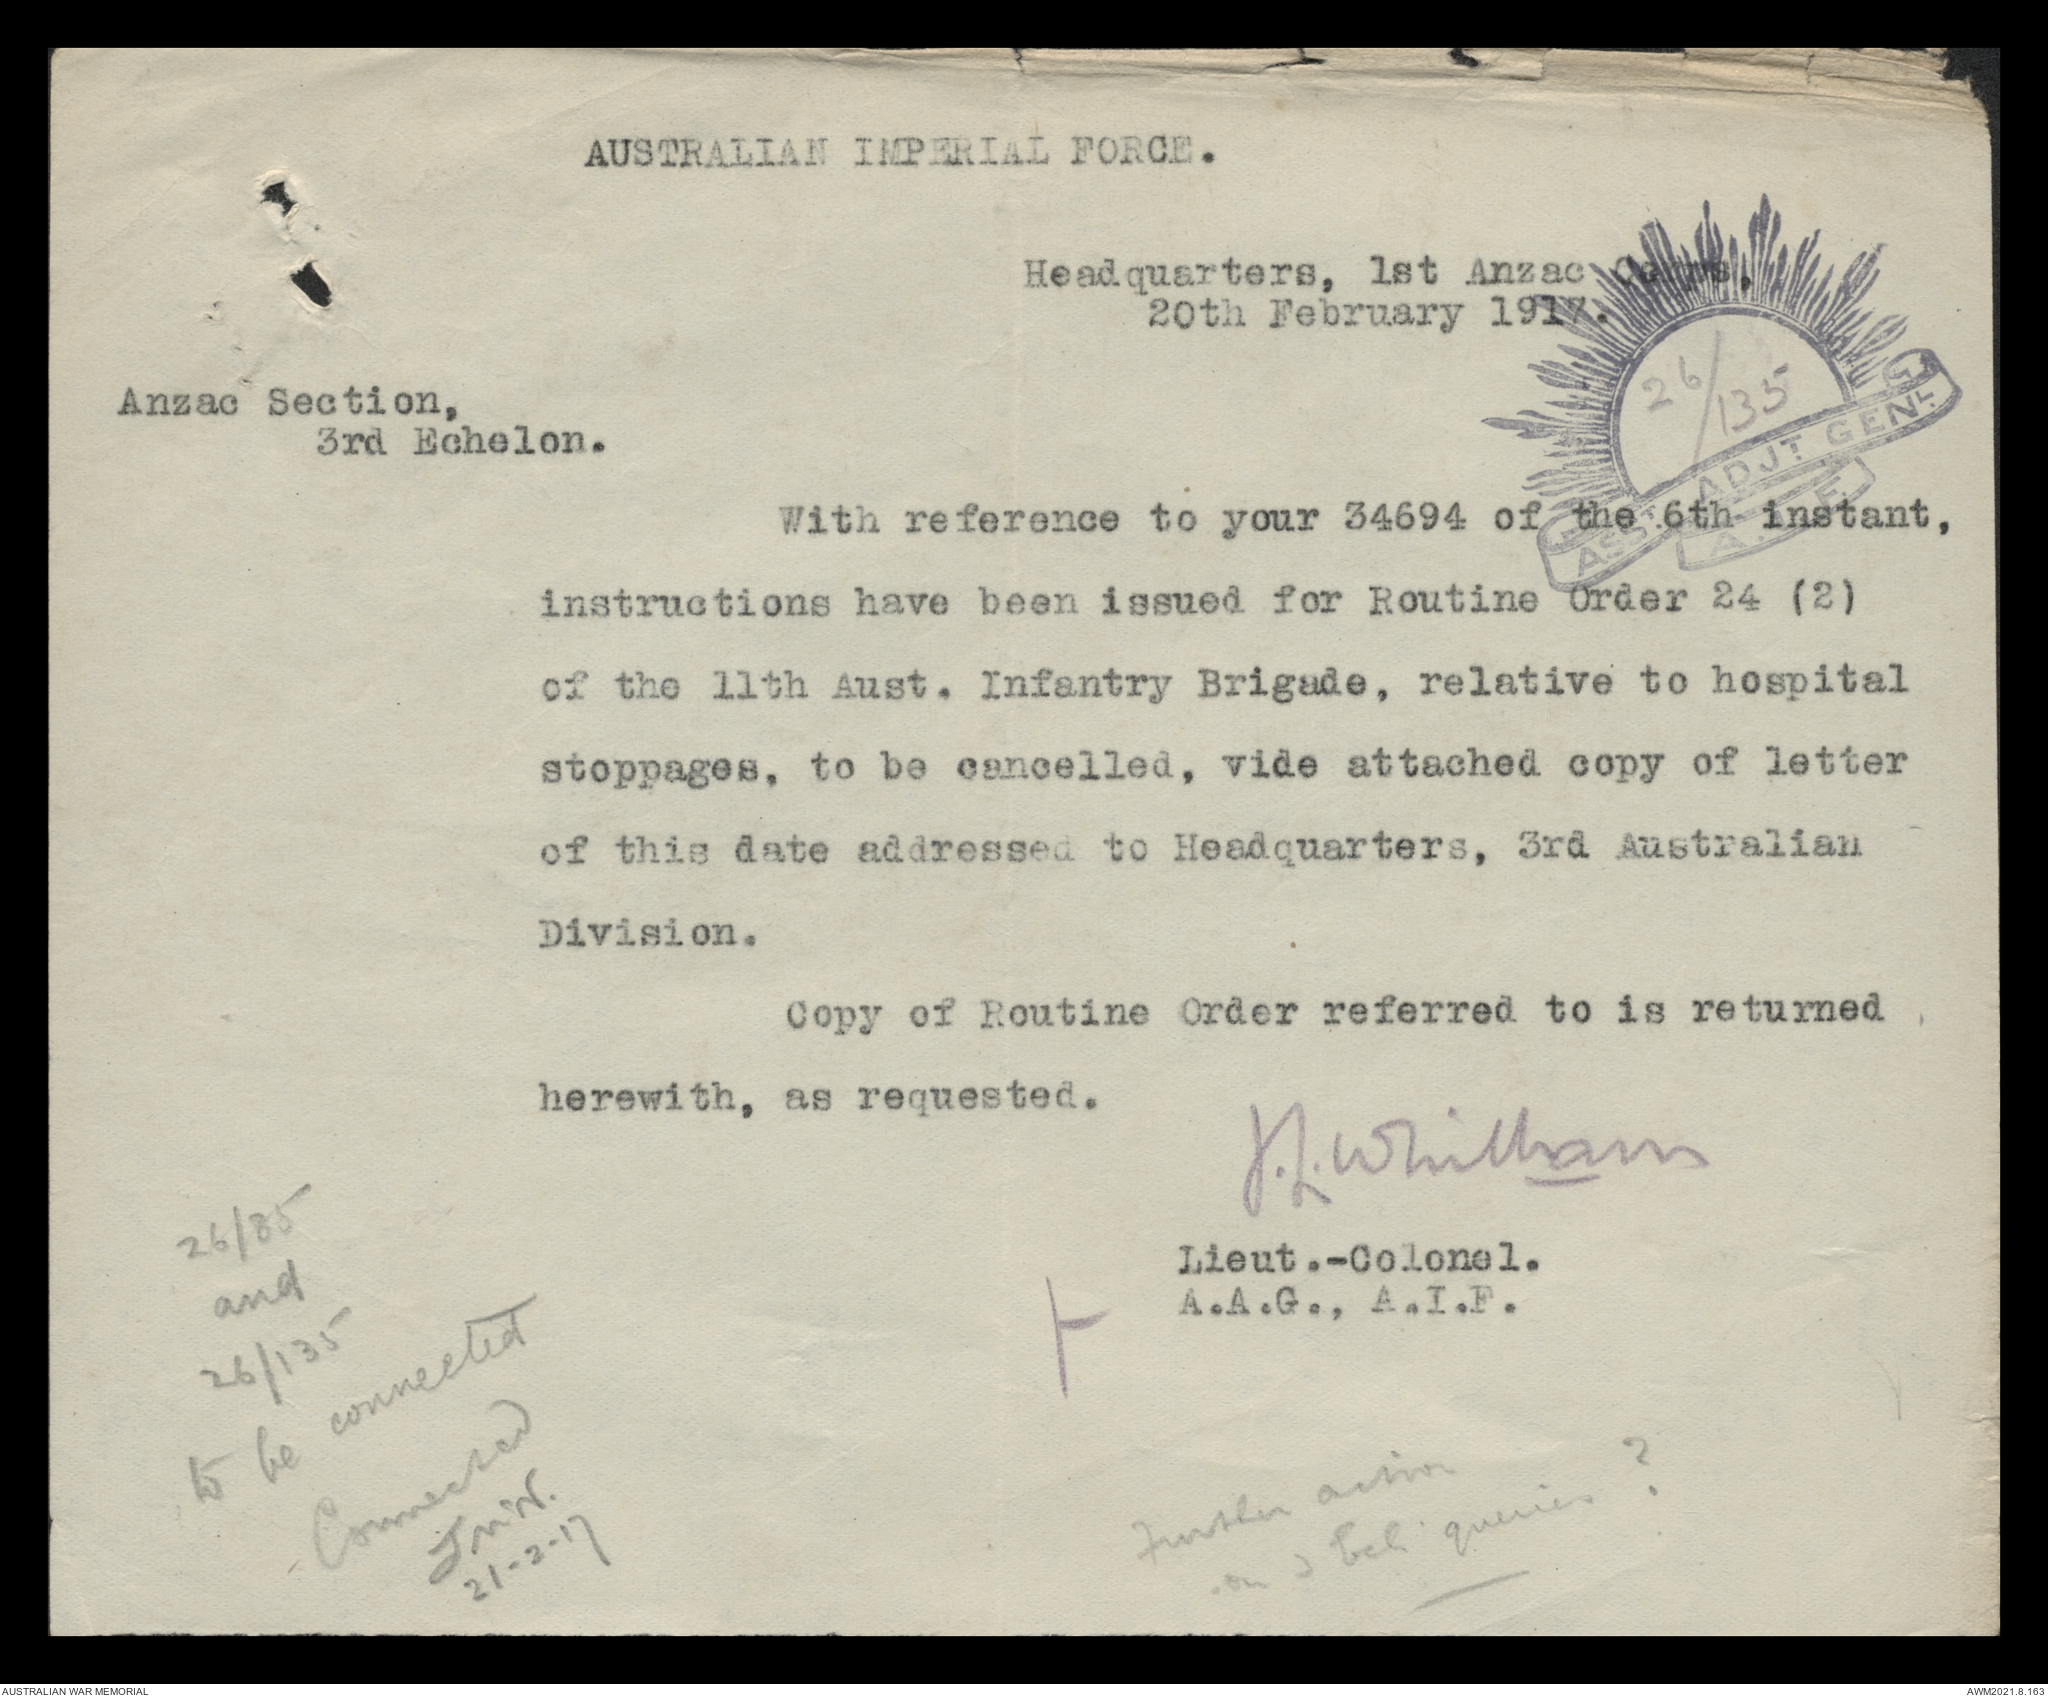 AUSTRALIAN IMPERIAL FORCE.
Headquarters, 1st Anzac Corps,
20th February 1917.
26/135
ASST ADJT GENL G
A.I.F.
Anzac Section,
3rd Echelon.
With reference to your 34694 of the 6th instant,
instructions have been issued for Routine Order 24 (2)
of the 11th Aust. Infantry Brigade, relative to hospital
stoppages, to be cancelled, vide attached copy of letter
of this date addressed to Headquarters, 3rd Australian
Division.
Copy of Routine Order referred to is returned
herewith, as requested.
J.L. Whitham
Lieut.-Colonel.
A.A.G., A.I.F.
26/85
and
26/135
to be connected
Connected
21-2-17
Further action
on queries ?
AUSTRALIAN WAR MEMORIAL
AWM2021.8.163